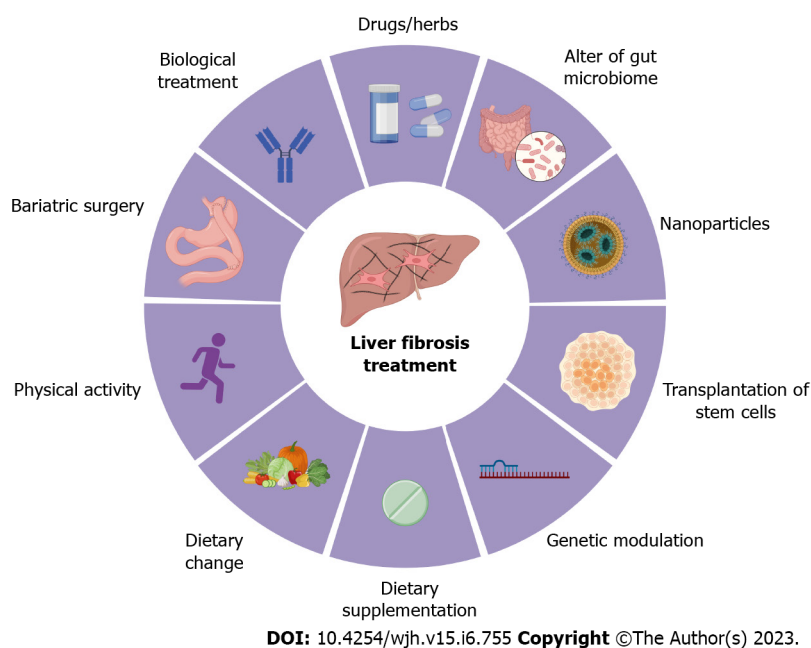 Drugs/herbs
Alter of gut
microbiome
Nanoparticles
Transplantation of
stem cells
Genetic modulation
Dietary
supplementation
Dietary
change
Physical activity
Bariatric surgery
Biological
treatment
Liver fibrosis
treatment
DOI: 10.4254/wjh.v15.i6.755 Copyright ©The Author(s) 2023.